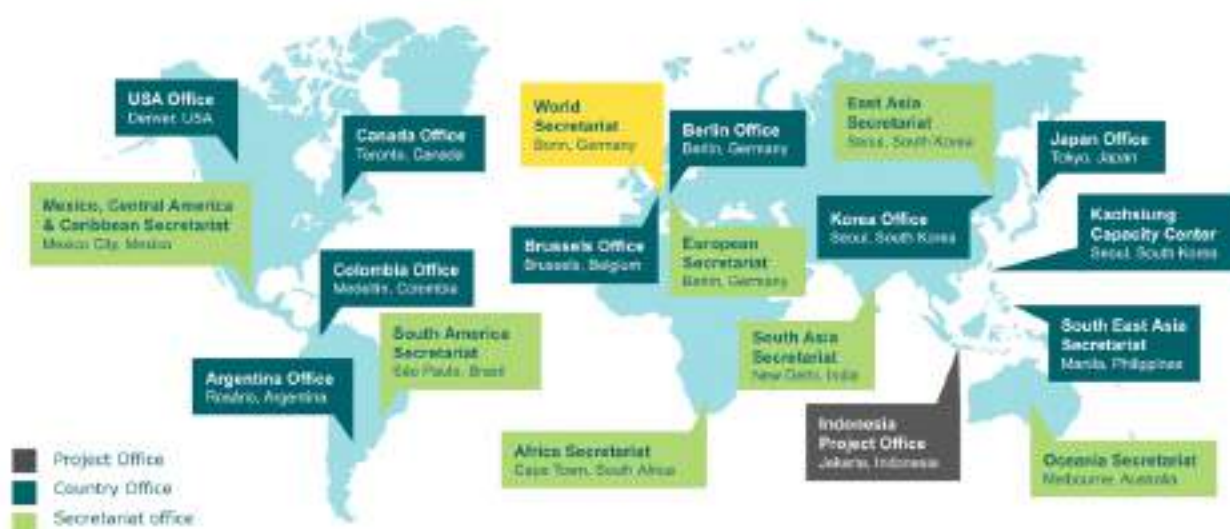 USA Office
Denver, USA
Canada Office
Toronto, Canada
World
Secretariat
Bonn, Germany
Berlin Office
Berlin, Germany
East Asia
Secretariat
Seoul, South Korea
Japan Office
Tokyo, Japan
Mexico, Central America
& Caribbean Secretariat
Mexico City, Mexico
Brussels Office
Brussels, Belgium
European
Secretariat
Berlin, Germany
Korea Office
Seoul, South Korea
Kaohsiung
Capacity Center
Seoul, South Korea
Colombia Office
Medellin, Colombia
South America
Secretariat
São Paulo, Brasil
South Asia
Secretariat
New Delhi, India
South East Asia
Secretariat
Manila, Philippines
Argentina Office
Rosário, Argentina
Africa Secretariat
Cape Town, South Africa
Indonesia
Project Office
Jakarta, Indonesia
Oceania Secretariat
Melbourne, Australia
Project Office
Country Office
Secretariat office